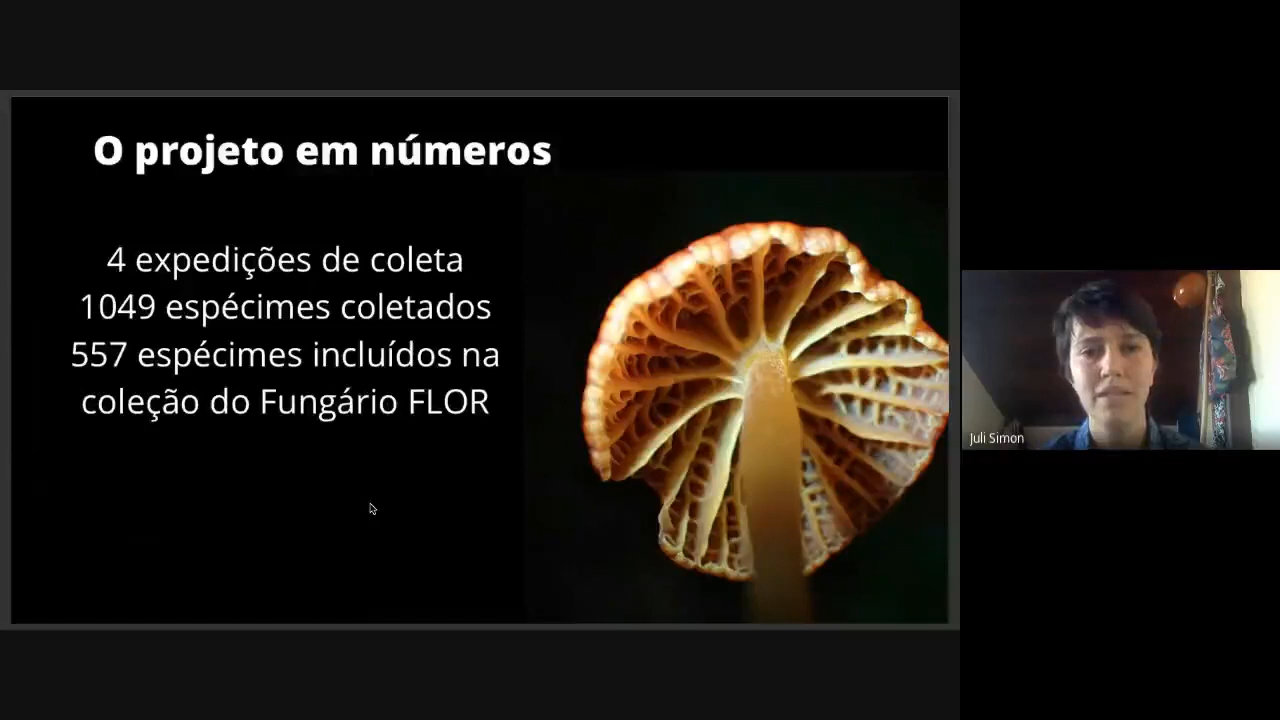 O projeto em números
4 expedições de coleta
1049 espécimes coletados
557 espécimes incluídos na
coleção do Fungário FLOR
Juli Simon